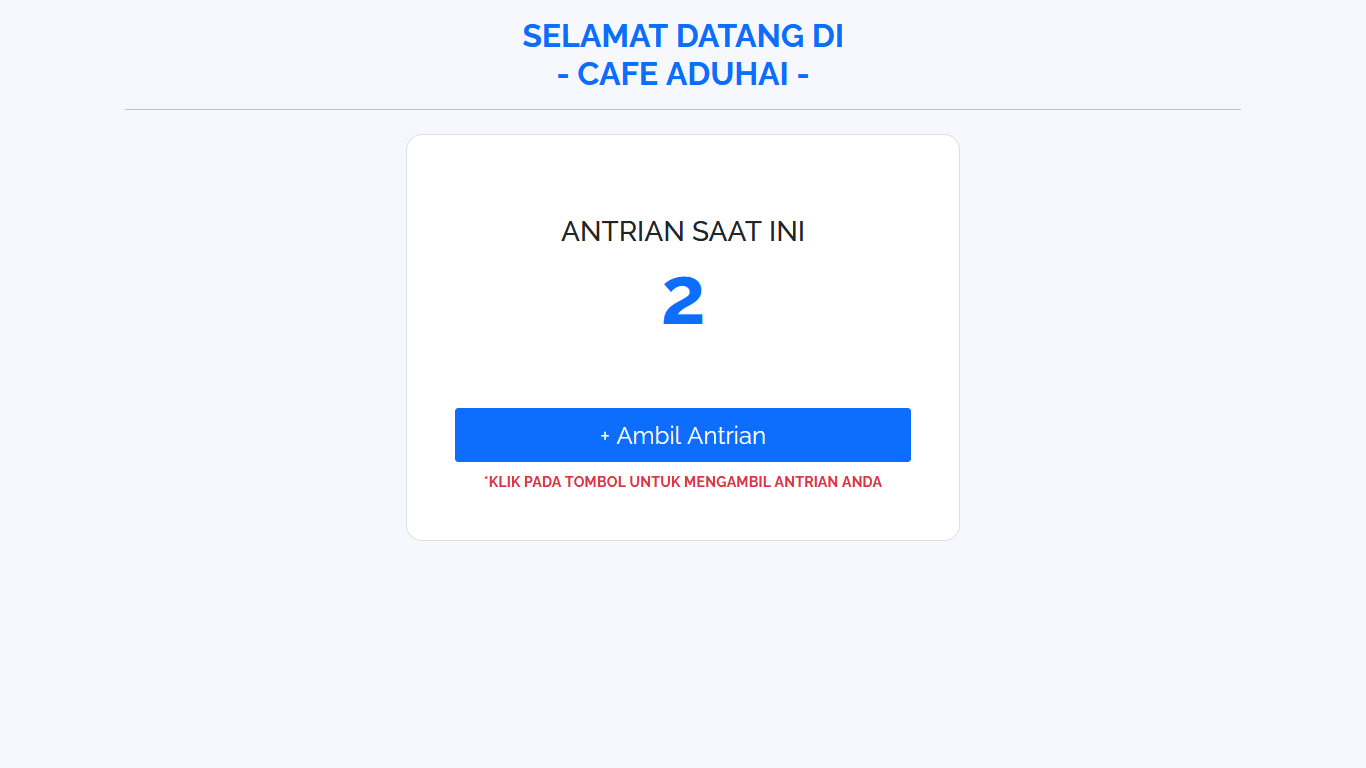 SELAMAT DATANG DI
- CAFE ADUHAI -
ANTRIAN SAAT INI
2
+ Ambil Antrian
*KLIK PADA TOMBOL UNTUK MENGAMBIL ANTRIAN ANDA